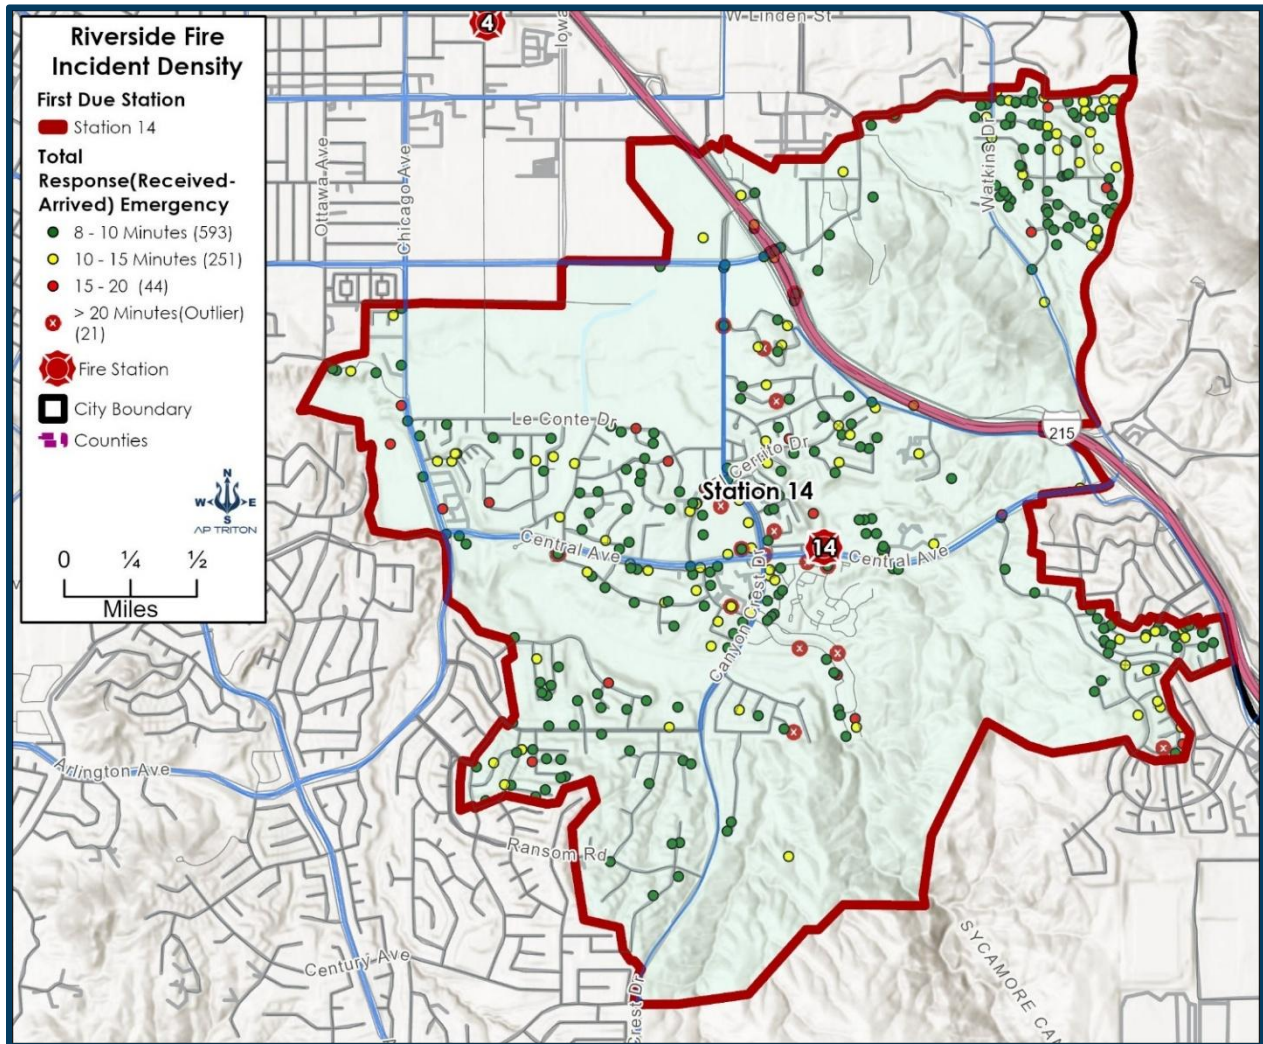 Riverside Fire
Incident Density
First Due Station
Station 14
Total
Response(Received-
Arrived) Emergency
8 - 10 Minutes (593)
10 - 15 Minutes (251)
15 - 20 (44)
> 20 Minutes(Outlier)
(21)
Fire Station
City Boundary
Counties
N
W E
S
AP TRITON
0 ¼ ½
Miles
4
Iowa
W Linden St
Ottawa Ave
Chicago Ave
Watkins Dr
Le Conte Dr
215
Cerrito Dr
Station 14
14
Central Ave
Central Ave
Canyon Crest Dr
Arlington Ave
Ransom Rd
Century Ave
Crest Dr
SYCAMORE CAN